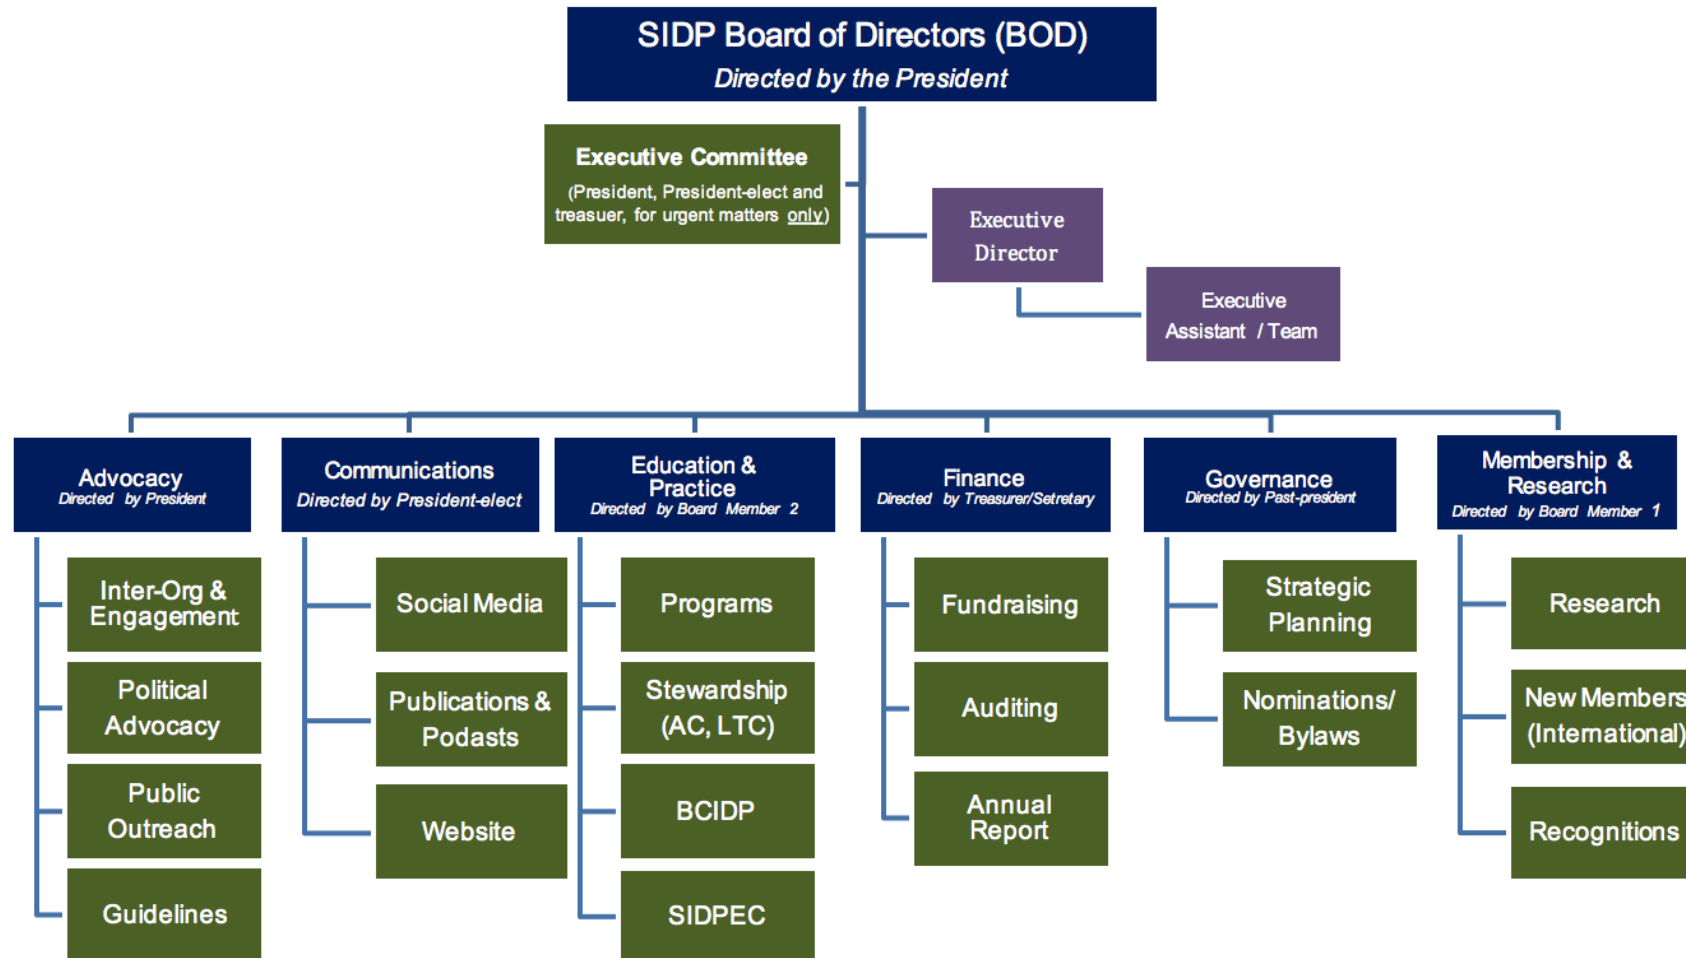 SIDP Board of Directors (BOD)
Directed by the President
Executive Committee
(President, President-elect and
treasuer, for urgent matters only)
Executive
Director
Executive
Assistant / Team
Advocacy
Directed by President
Communications
Directed by President-elect
Education &
Practice
Directed by Board Member 2
Finance
Directed by Treasurer/Setretary
Governance
Directed by Past-president
Membership &
Research
Directed by Board Member 1
Inter-Org &
Engagement
Political
Advocacy
Public
Outreach
Guidelines
Social Media
Publications &
Podasts
Website
Programs
Stewardship
(AC, LTC)
BCIDP
SIDPEC
Fundraising
Auditing
Annual
Report
Strategic
Planning
Nominations/
Bylaws
Research
New Members
(International)
Recognitions